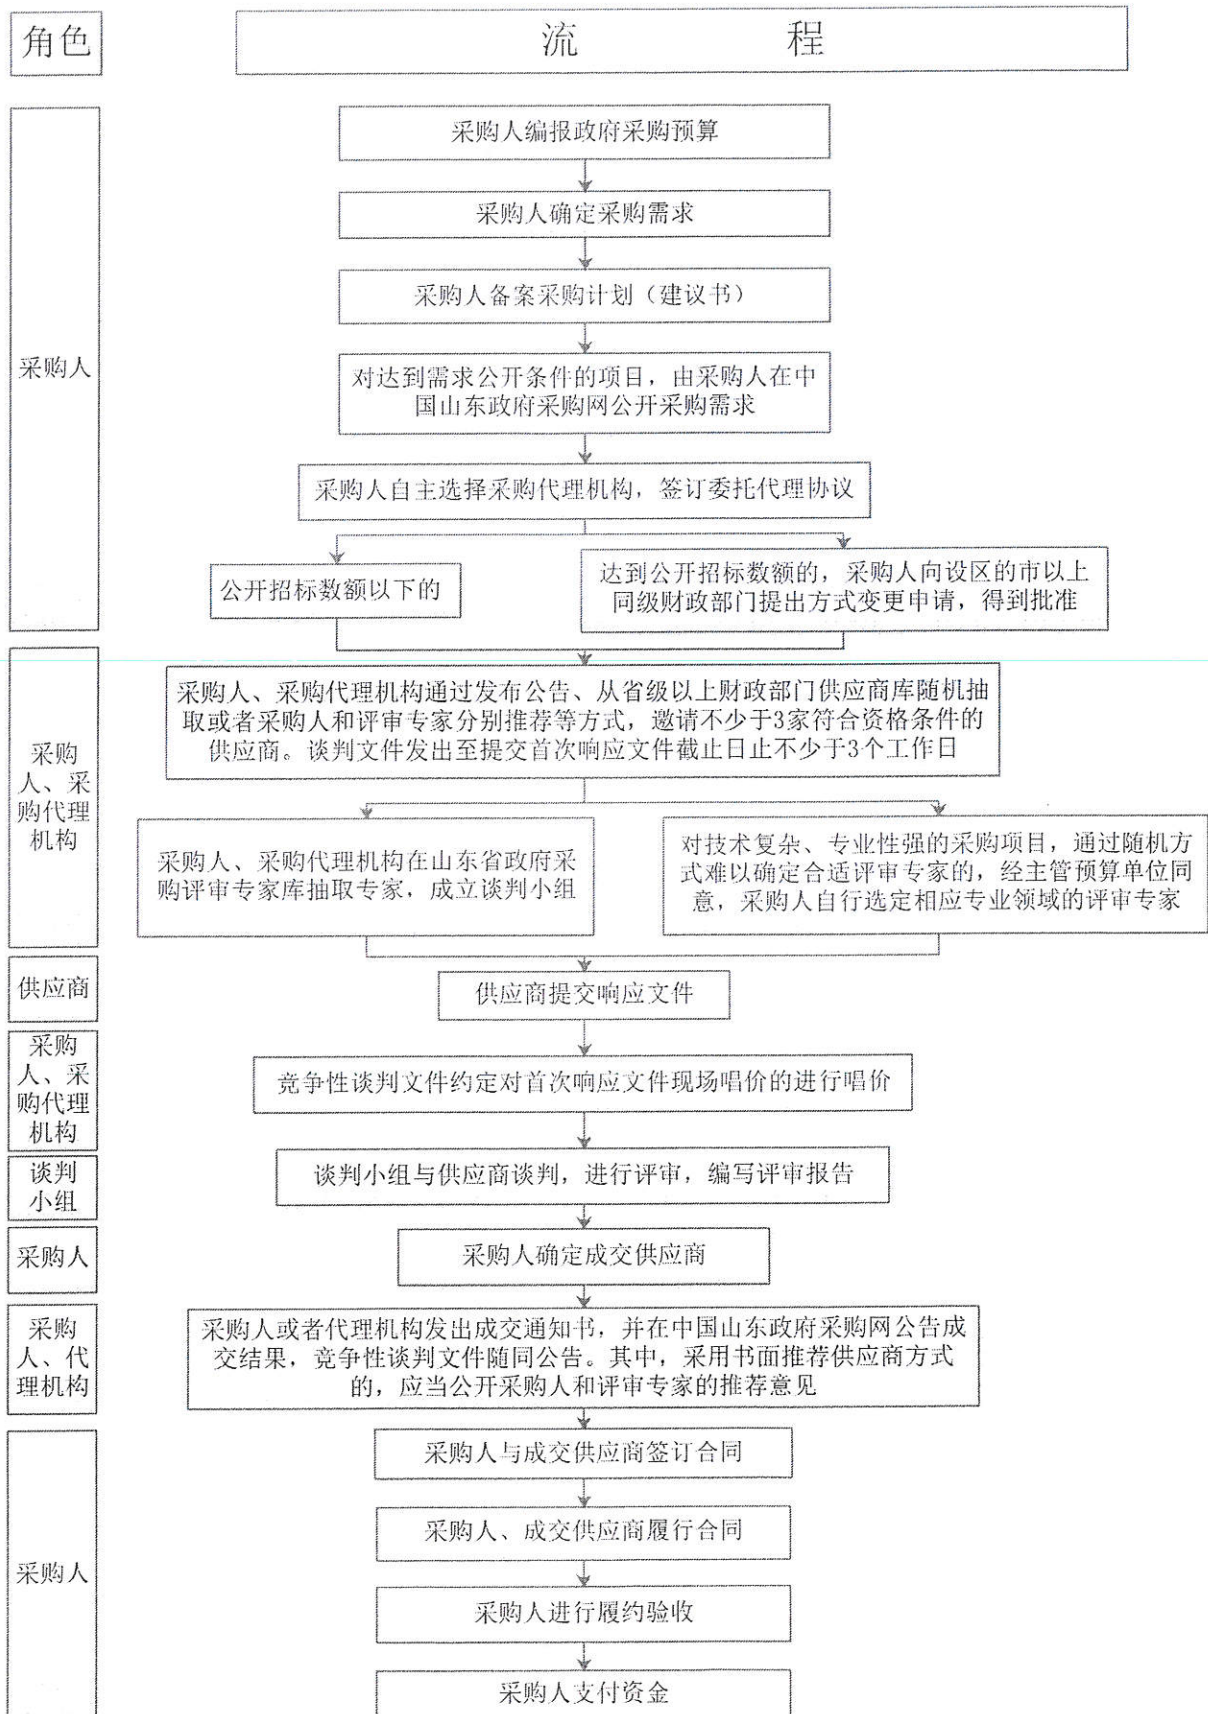 角色
流程
采购人
采购人编报政府采购预算
采购人确定采购需求
采购人备案采购计划（建议书）
对达到需求公开条件的项目，由采购人在中
国山东政府采购网公开采购需求
采购人自主选择采购代理机构，签订委托代理协议
公开招标数额以下的
达到公开招标数额的，采购人向设区的市以上
同级财政部门提出方式变更申请，得到批准
采购
人、采
购代理
机构
采购人、采购代理机构通过发布公告、从省级以上财政部门供应商库随机抽
取或者采购人和评审专家分别推荐等方式，邀请不少于3家符合资格条件的
供应商。谈判文件发出至提交首次响应文件截止日止不少于3个工作日
采购人、采购代理机构在山东省政府采
购评审专家库抽取专家，成立谈判小组
对技术复杂、专业性强的采购项目，通过随机方
式难以确定合适评审专家的，经主管预算单位同
意，采购人自行选定相应专业领域的评审专家
供应商
供应商提交响应文件
采购
人、采
购代理
机构
竞争性谈判文件约定对首次响应文件现场唱价的进行唱价
谈判
小组
谈判小组与供应商谈判，进行评审，编写评审报告
采购人
采购人确定成交供应商
采购
人、代
理机构
采购人或者代理机构发出成交通知书，并在中国山东政府采购网公告成
交结果，竞争性谈判文件随同公告。其中，采用书面推荐供应商方式
的，应当公开采购人和评审专家的推荐意见
采购人
采购人与成交供应商签订合同
采购人、成交供应商履行合同
采购人进行履约验收
采购人支付资金